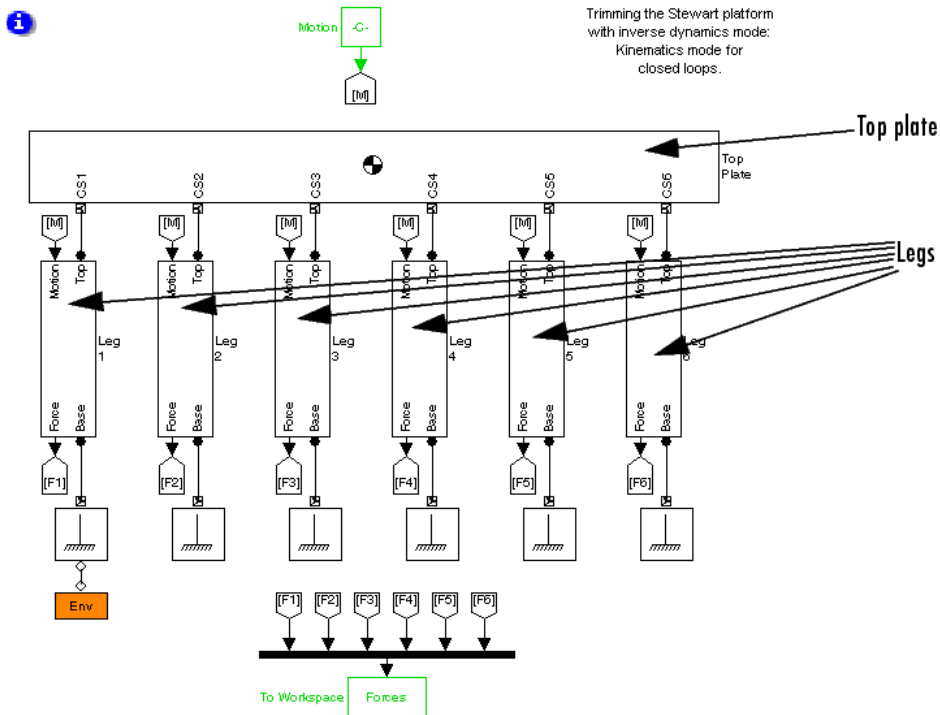 i
Motion
-C-
[M]
Trimming the Stewart platform
with inverse dynamics mode:
Kinematics mode for
closed loops.
Top plate
Top
Plate
CS1 CS2 CS3 CS4 CS5 CS6
[M] [M] [M] [M] [M] [M]
Legs
Motion Top Motion Top Motion Top Motion Top Motion Top Motion Top
Leg
1
Leg
2
Leg
3
Leg
4
Leg
5
Leg
6
Force Base Force Base Force Base Force Base Force Base Force Base
[F1] [F2] [F3] [F4] [F5] [F6]
Env
[F1] [F2] [F3] [F4] [F5] [F6]
To Workspace
Forces